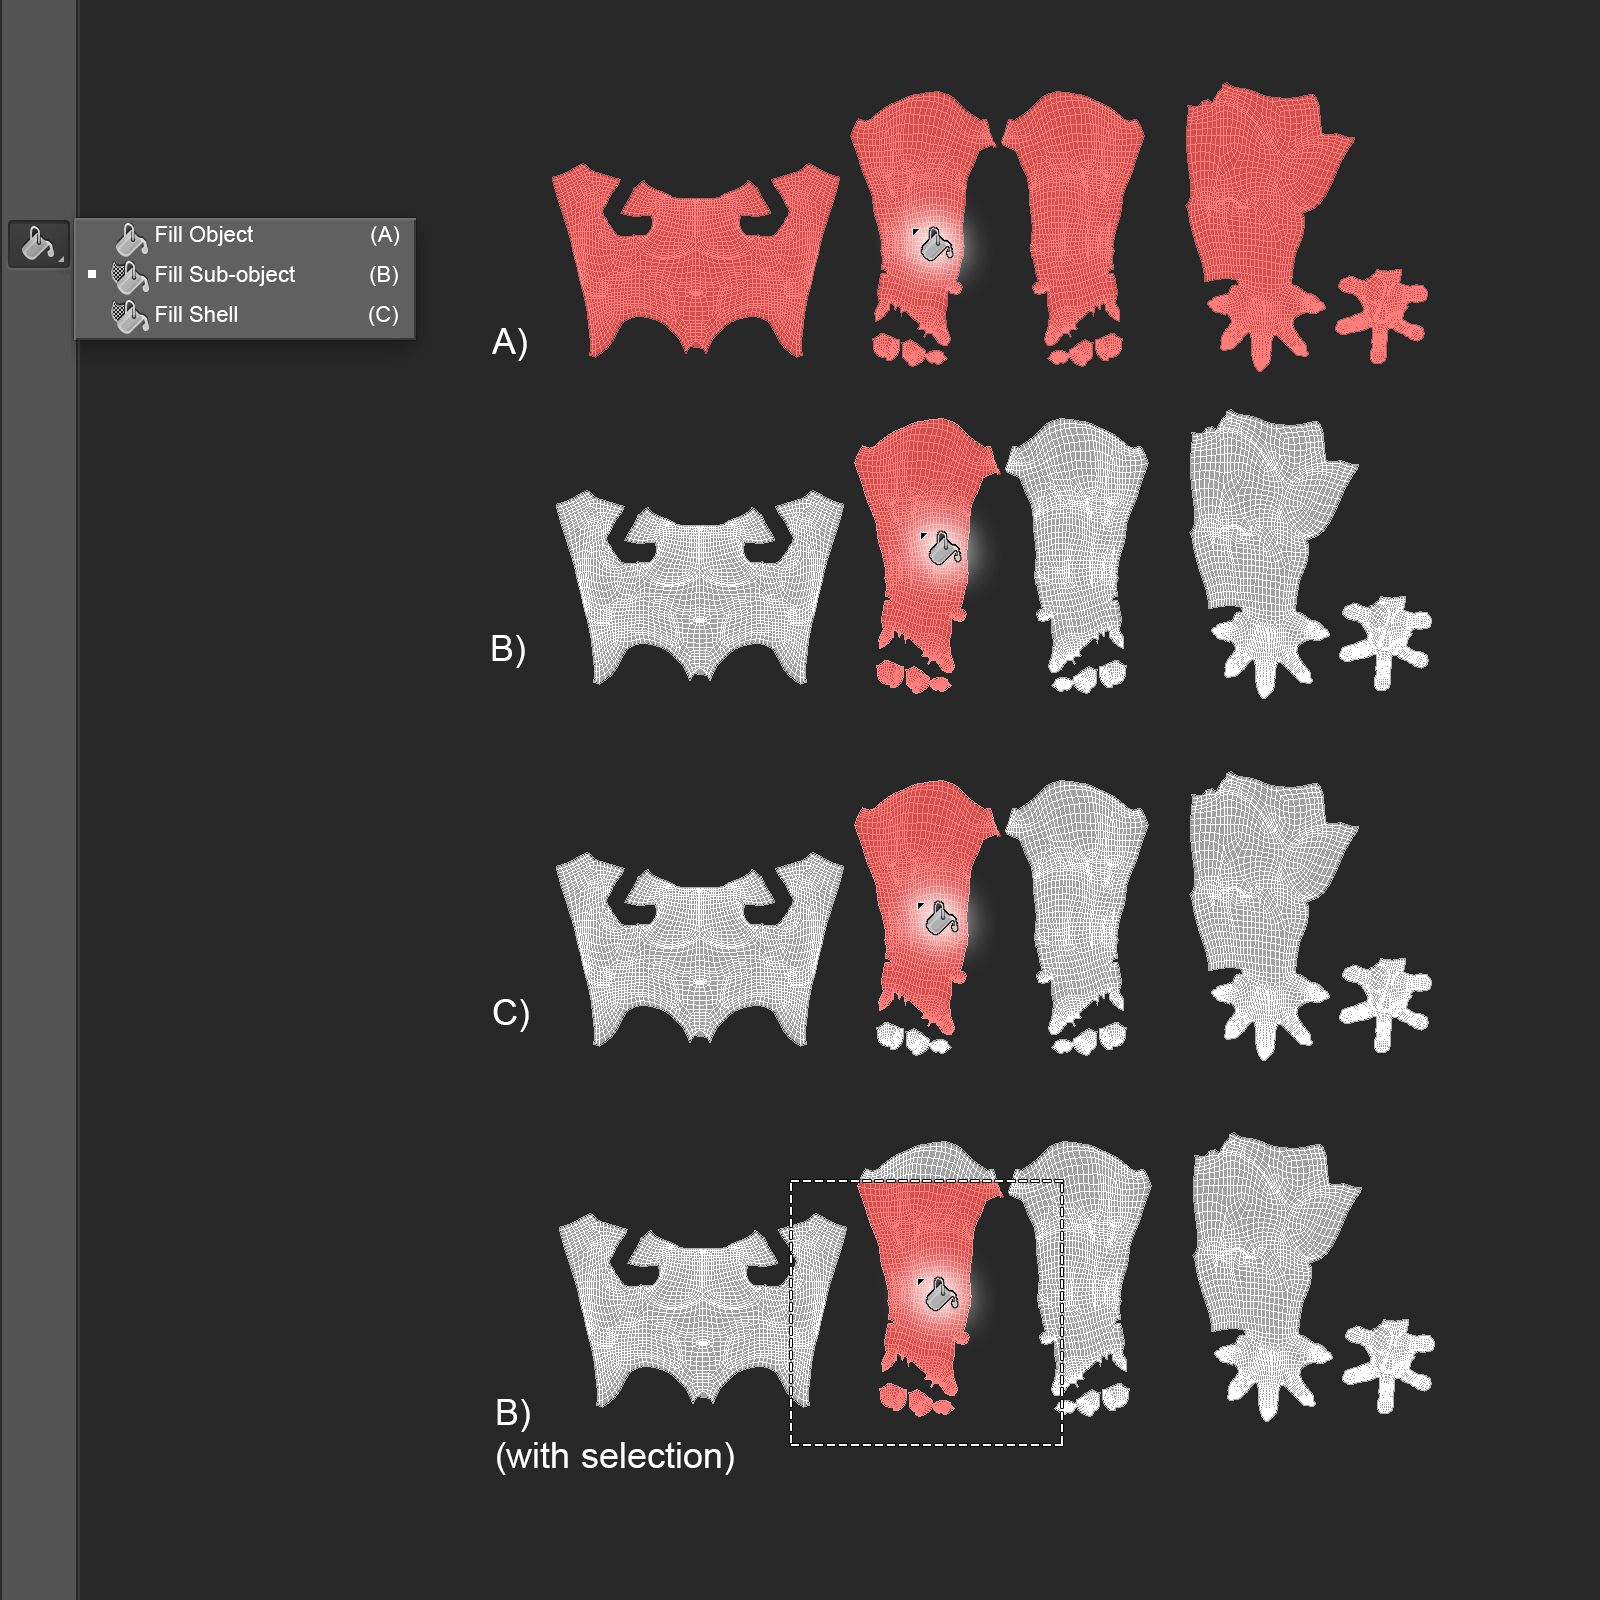 Fill Object (A)
Fill Sub-object (B)
Fill Shell (C)
A)
B)
C)
B)
(with selection)